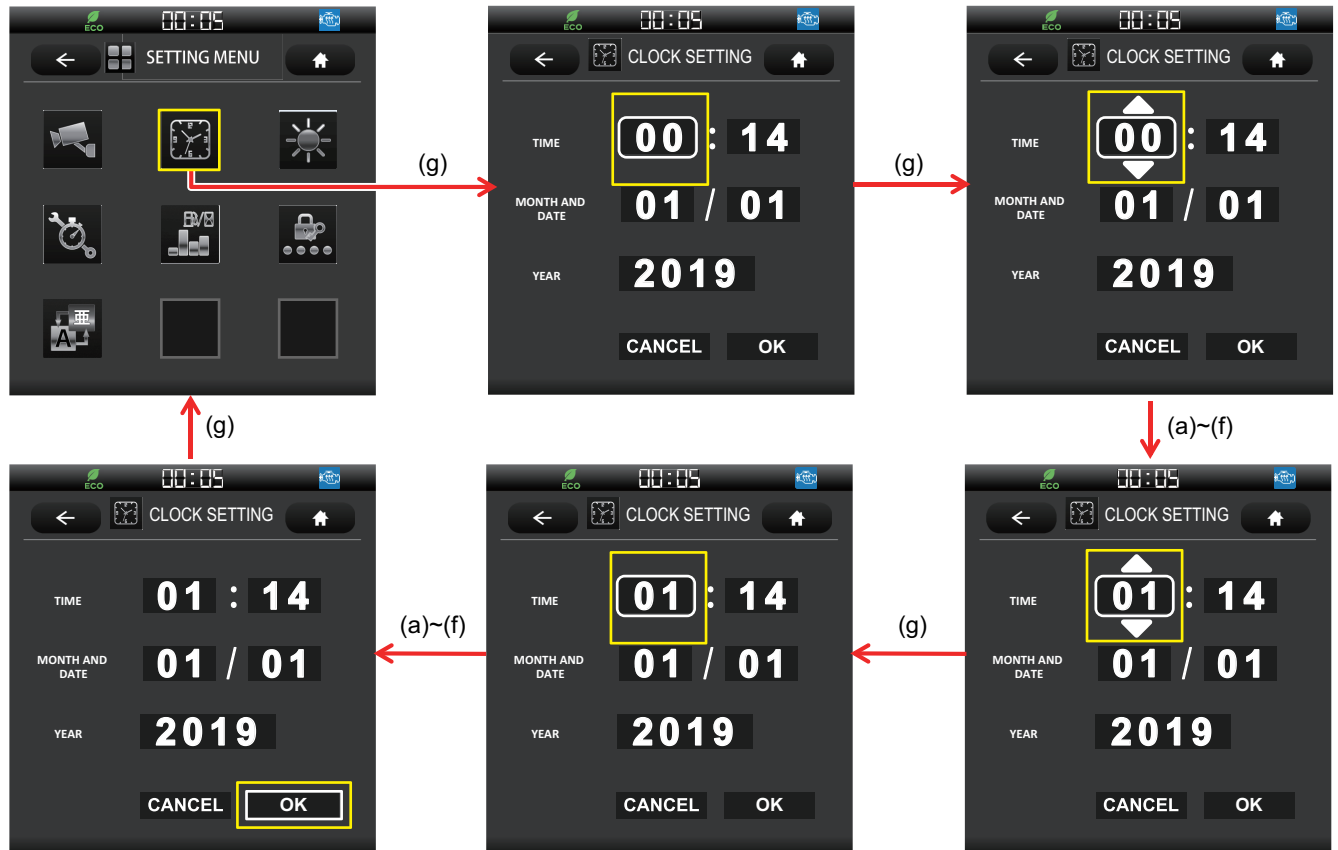 ECO
00:05
SETTING MENU
E/B/图
亜
A
(g)
ECO
00:05
CLOCK SETTING
TIME
00 : 14
MONTH AND
DATE
01 / 01
YEAR
2019
CANCEL
OK
(g)
ECO
00:05
CLOCK SETTING
TIME
00 : 14
MONTH AND
DATE
01 / 01
YEAR
2019
CANCEL
OK
(a)~(f)
ECO
00:05
CLOCK SETTING
TIME
01 : 14
MONTH AND
DATE
01 / 01
YEAR
2019
CANCEL
OK
(g)
ECO
00:05
CLOCK SETTING
TIME
01 : 14
MONTH AND
DATE
01 / 01
YEAR
2019
CANCEL
OK
(a)~(f)
ECO
00:05
CLOCK SETTING
TIME
01 : 14
MONTH AND
DATE
01 / 01
YEAR
2019
CANCEL
OK
(g)